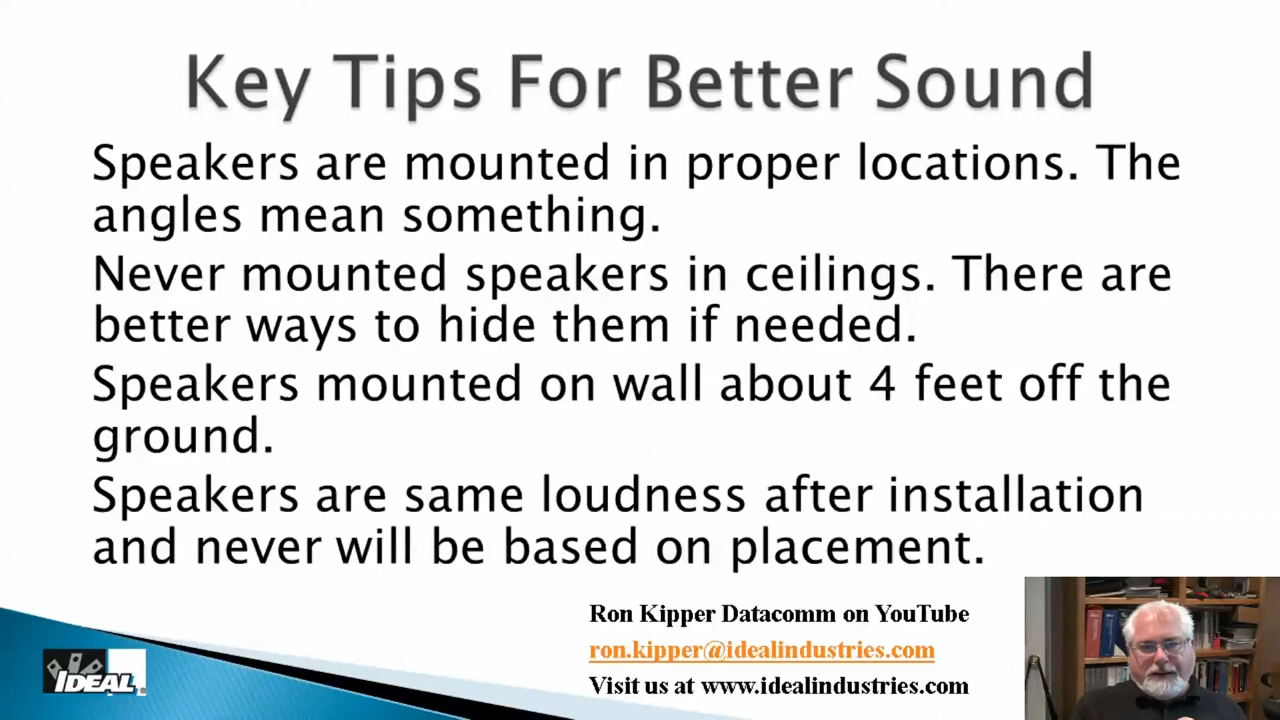 Key Tips For Better Sound
Speakers are mounted in proper locations. The
angles mean something.
Never mounted speakers in ceilings. There are
better ways to hide them if needed.
Speakers mounted on wall about 4 feet off the
ground.
Speakers are same loudness after installation
and never will be based on placement.
Ron Kipper Datacomm on YouTube
ron.kipper@idealindustries.com
Visit us at www.idealindustries.com
IDEAL